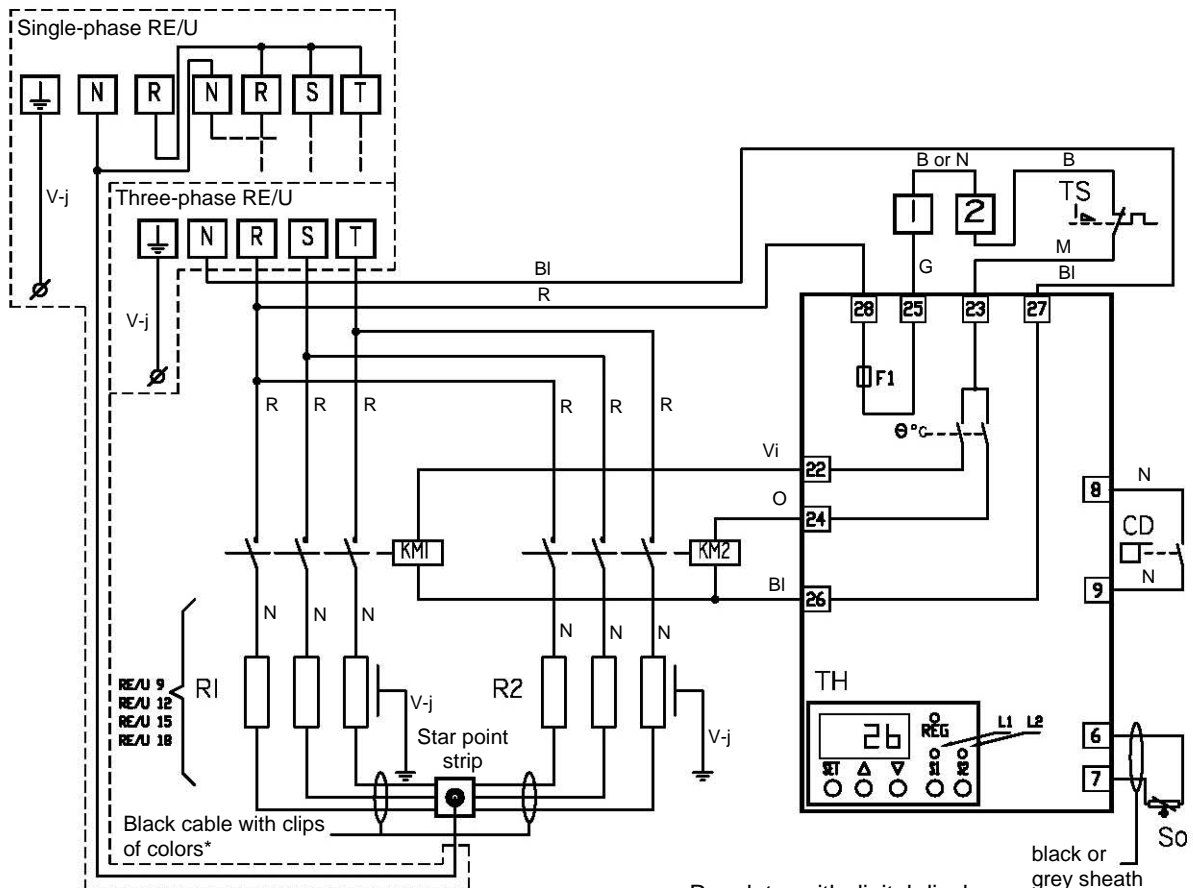 Single-phase RE/U
N R N R S T
V-j
Three-phase RE/U
N R S T
V-j
B or N
B
1
2
TS
M
G
Bl
Bl
R
28
25
23
27
F1
θ°C
R R R
R R R
Vi
22
O
24
KM1
KM2
Bl
26
8
N
CD
9
N
N N N
N N N
RE/U 9
RE/U 12
RE/U 15
RE/U 18
R1
R2
V-j
V-j
Star point
strip
TH
26
REG
L1 L2
SET
S1 S2
6
7
So
Black cable with clips
of colors*
black or
grey sheath